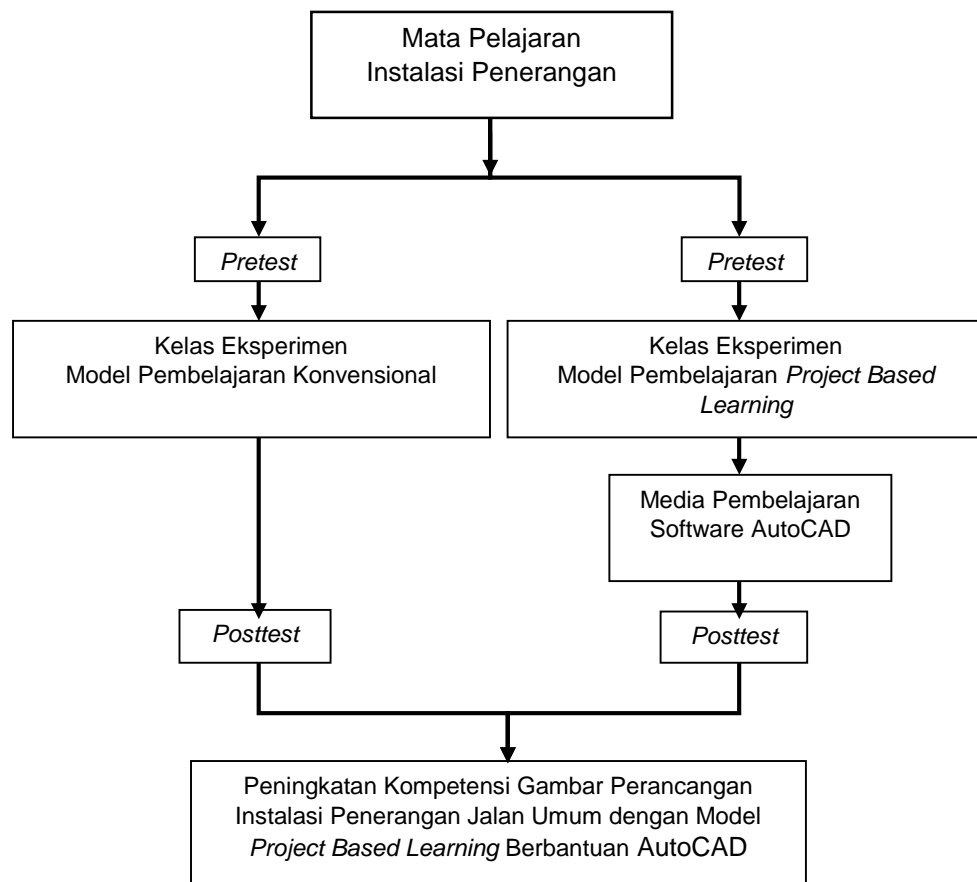 Mata Pelajaran
Instalasi Penerangan
Pretest
Pretest
Kelas Eksperimen
Model Pembelajaran Konvensional
Kelas Eksperimen
Model Pembelajaran Project Based
Learning
Media Pembelajaran
Software AutoCAD
Posttest
Posttest
Peningkatan Kompetensi Gambar Perancangan
Instalasi Penerangan Jalan Umum dengan Model
Project Based Learning Berbantuan AutoCAD